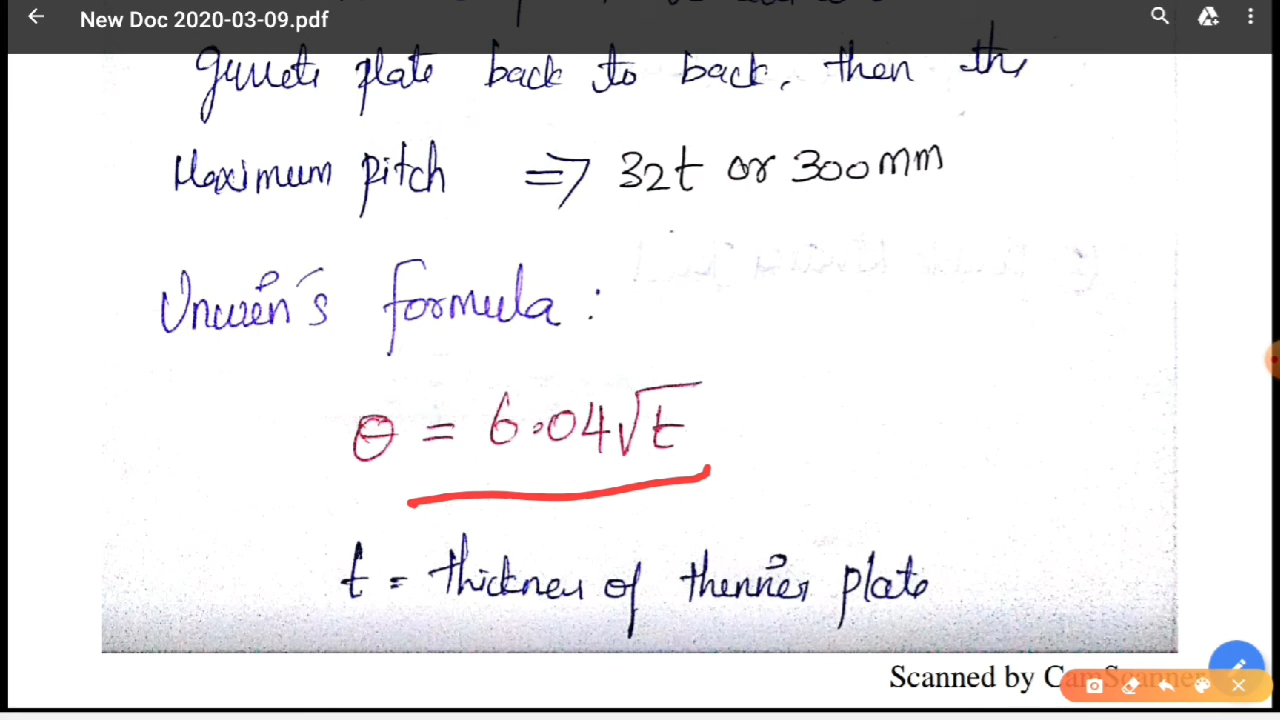 New Doc 2020-03-09.pdf
plate back to back, then the
Maximum pitch ⇒ 32t or 300mm
Unwin's formula :
θ = 6.04√t
t = thickness of thinner plate
Scanned by CamScanner